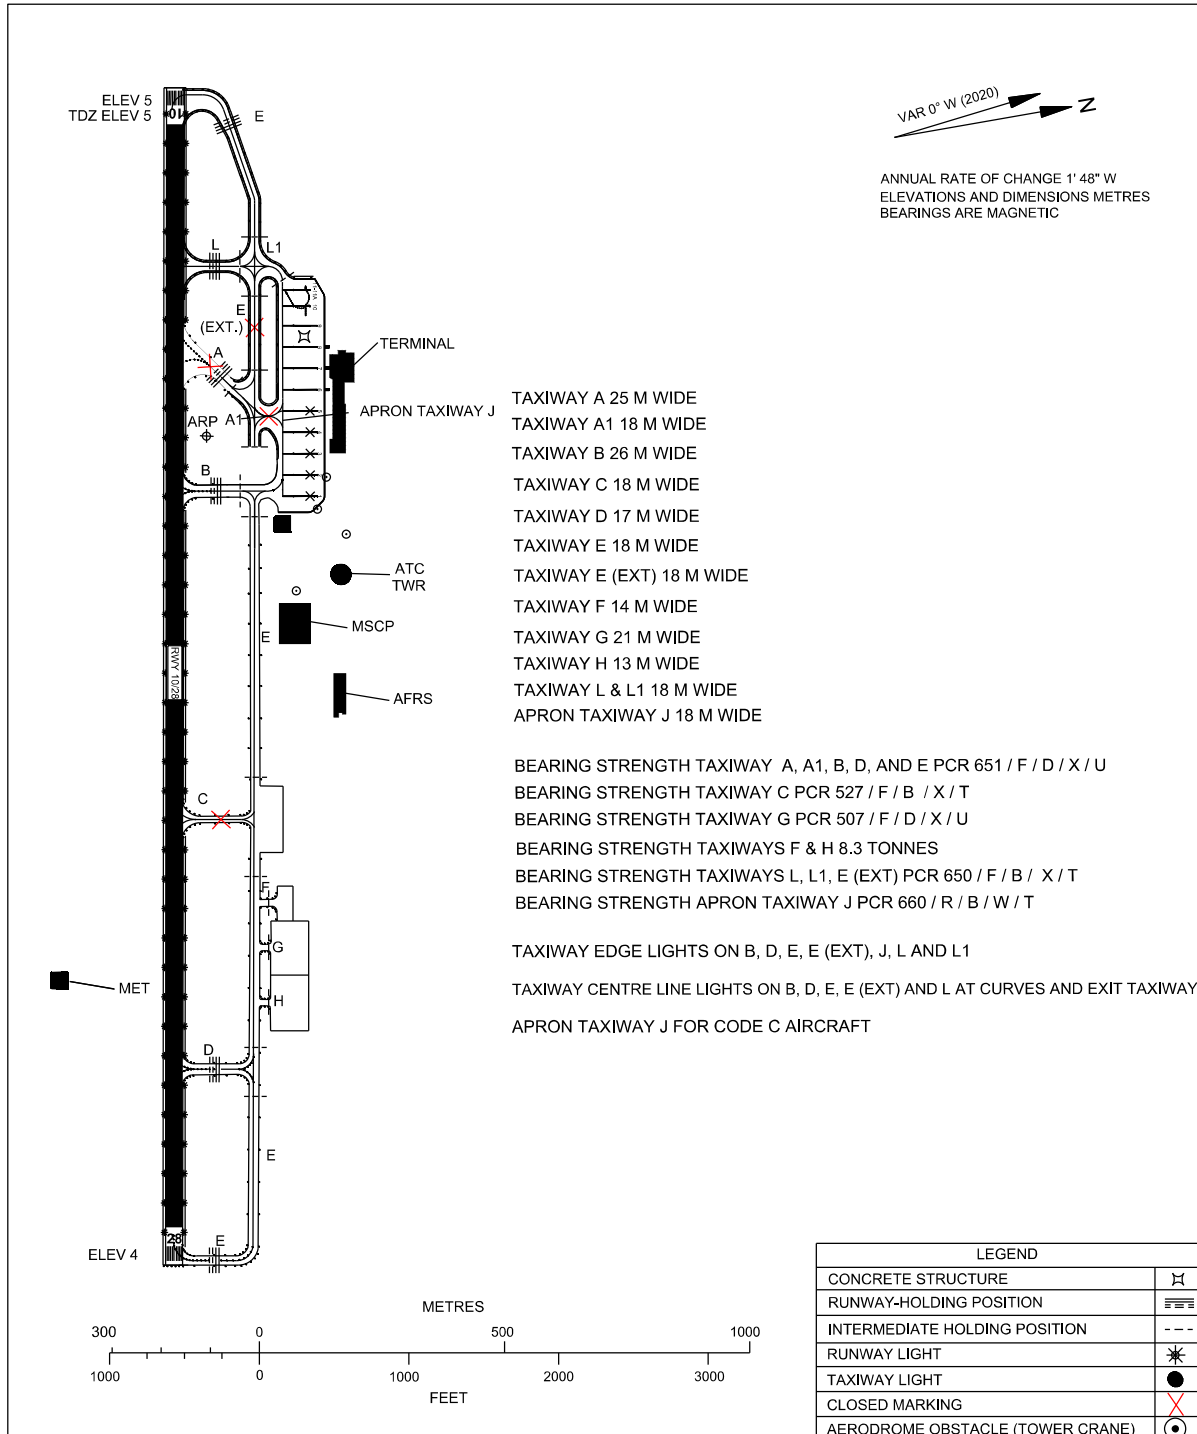 ELEV 5
TDZ ELEV 5
10
E
VAR 0° W (2020)
N
ANNUAL RATE OF CHANGE 1' 48" W
ELEVATIONS AND DIMENSIONS METRES
BEARINGS ARE MAGNETIC
L
L1
E
(EXT.)
A
TERMINAL
APRON TAXIWAY J
A1
ARP
B
TAXIWAY A 25 M WIDE
TAXIWAY A1 18 M WIDE
TAXIWAY B 26 M WIDE
TAXIWAY C 18 M WIDE
TAXIWAY D 17 M WIDE
TAXIWAY E 18 M WIDE
TAXIWAY E (EXT) 18 M WIDE
TAXIWAY F 14 M WIDE
TAXIWAY G 21 M WIDE
TAXIWAY H 13 M WIDE
TAXIWAY L & L1 18 M WIDE
APRON TAXIWAY J 18 M WIDE
ATC
TWR
MSCP
E
RWY 10/28
AFRS
BEARING STRENGTH TAXIWAY A, A1, B, D, AND E PCR 651 / F / D / X / U
BEARING STRENGTH TAXIWAY C PCR 527 / F / B / X / T
BEARING STRENGTH TAXIWAY G PCR 507 / F / D / X / U
BEARING STRENGTH TAXIWAYS F & H 8.3 TONNES
BEARING STRENGTH TAXIWAYS L, L1, E (EXT) PCR 650 / F / B / X / T
BEARING STRENGTH APRON TAXIWAY J PCR 660 / R / B / W / T
C
F
G
H
MET
TAXIWAY EDGE LIGHTS ON B, D, E, E (EXT), J, L AND L1
TAXIWAY CENTRE LINE LIGHTS ON B, D, E, E (EXT) AND L AT CURVES AND EXIT TAXIWAY
APRON TAXIWAY J FOR CODE C AIRCRAFT
D
E
28
E
ELEV 4
METRES
300 0 500 1000
1000 0 1000 2000 3000
FEET
LEGEND
CONCRETE STRUCTURE
RUNWAY-HOLDING POSITION
INTERMEDIATE HOLDING POSITION
RUNWAY LIGHT
TAXIWAY LIGHT
CLOSED MARKING
AERODROME OBSTACLE (TOWER CRANE)